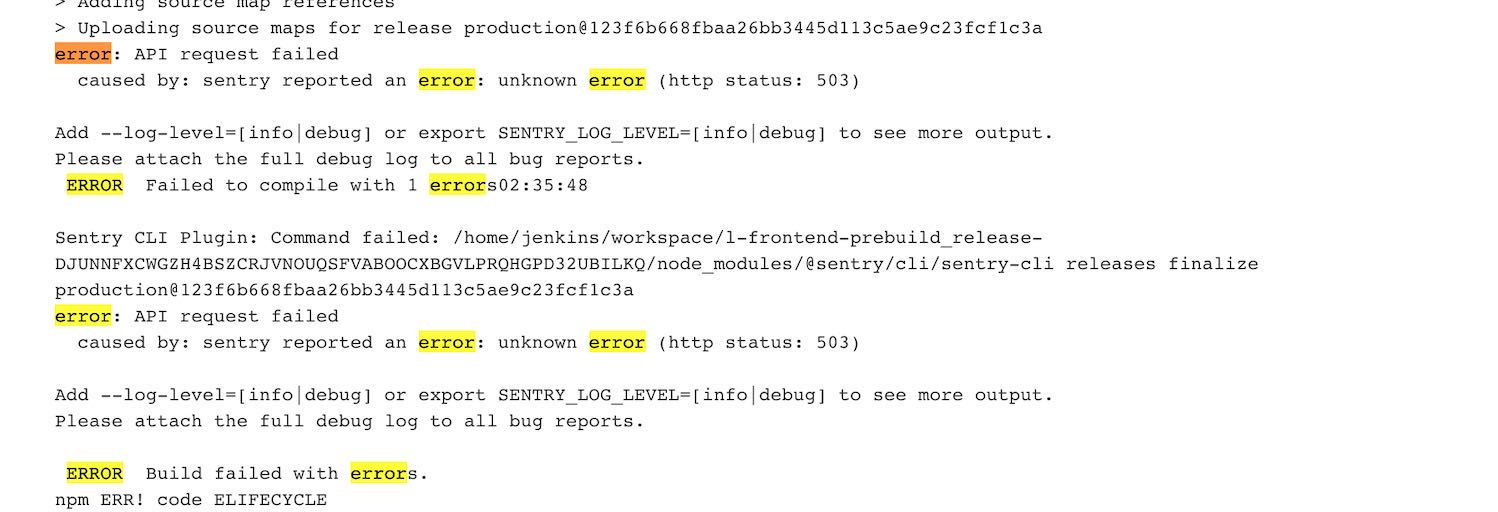 > Adding source map references
> Uploading source maps for release production@123f6b668fbaa26bb3445d113c5ae9c23fcf1c3a
error: API request failed
caused by: sentry reported an error: unknown error (http status: 503)
Add --log-level=[info|debug] or export SENTRY_LOG_LEVEL=[info|debug] to see more output.
Please attach the full debug log to all bug reports.
ERROR  Failed to compile with 1 errors02:35:48
Sentry CLI Plugin: Command failed: /home/jenkins/workspace/l-frontend-prebuild_release-
DJUNNFXCWGZH4BSZCRJVNOUQSFVABOOCXBGVLPRQHGPD32UBILKQ/node_modules/@sentry/cli/sentry-cli releases finalize
production@123f6b668fbaa26bb3445d113c5ae9c23fcf1c3a
error: API request failed
caused by: sentry reported an error: unknown error (http status: 503)
Add --log-level=[info|debug] or export SENTRY_LOG_LEVEL=[info|debug] to see more output.
Please attach the full debug log to all bug reports.
ERROR  Build failed with errors.
npm ERR! code ELIFECYCLE